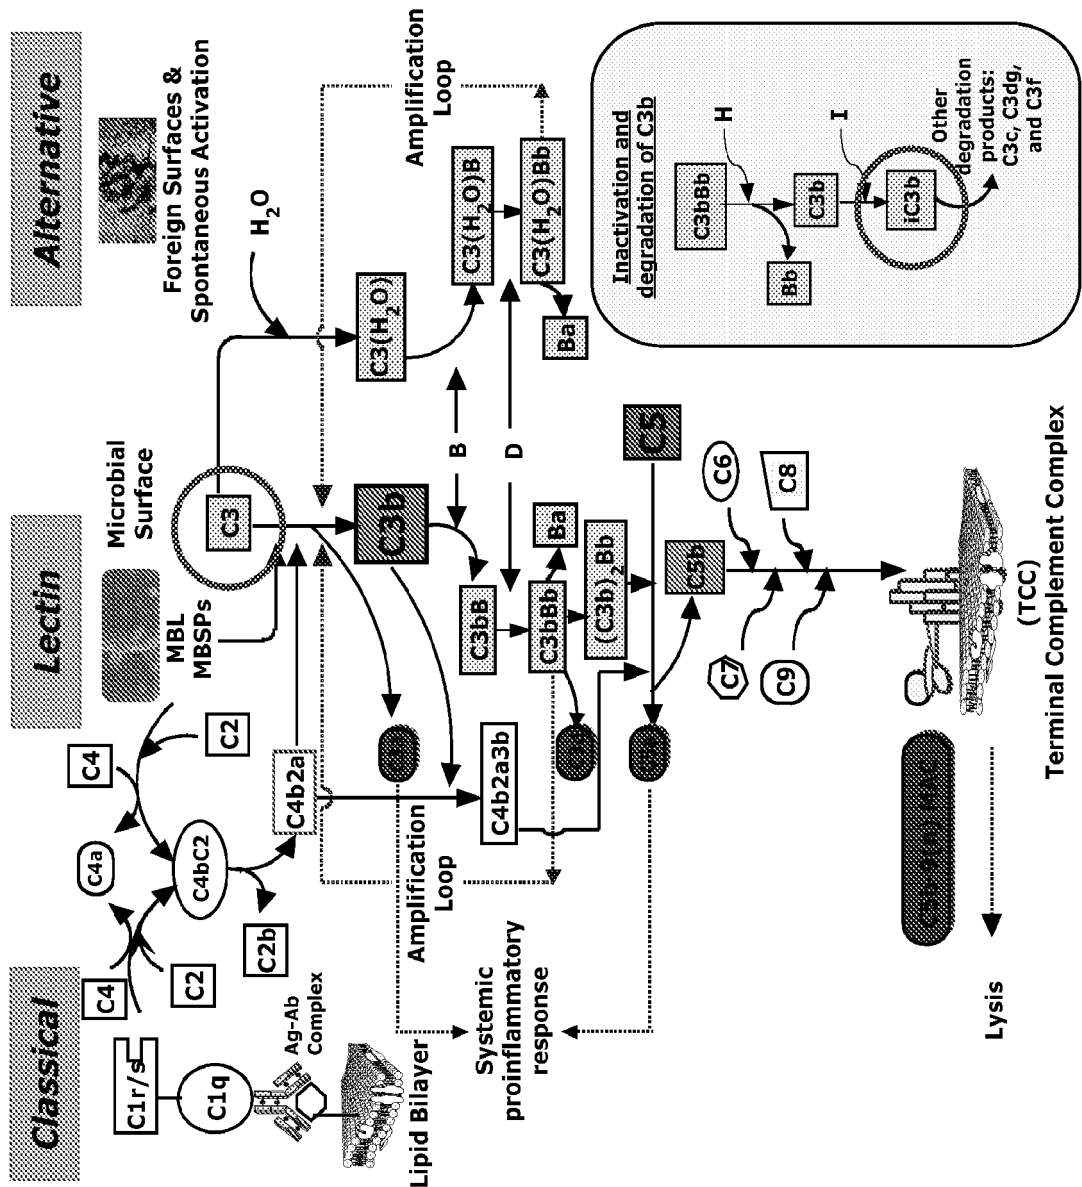 Classical
Lectin
Alternative
C1r/s
C1q
Ag-Ab
Complex
Lipid Bilayer
C4
C2
C4a
C4bC2
C2b
C4
C2
C4b2a
MBL
MBSPs
Microbial
Surface
C3
Foreign Surfaces &
Spontaneous Activation
H2O
C3(H2O)
C3b
Amplification
Loop
Amplification
Loop
B
D
C3(H2O)B
C3(H2O)Bb
Ba
C3bB
C3bBb
Ba
(C3b)2Bb
C4b2a3b
Systemic
proinflammatory
response
C5
C5b
C6
C7
C8
C9
(TCC)
Terminal Complement Complex
Lysis
Inactivation and
degradation of C3b
C3bBb
H
Bb
C3b
I
iC3b
Other
degradation
products:
C3c, C3dg,
and C3f